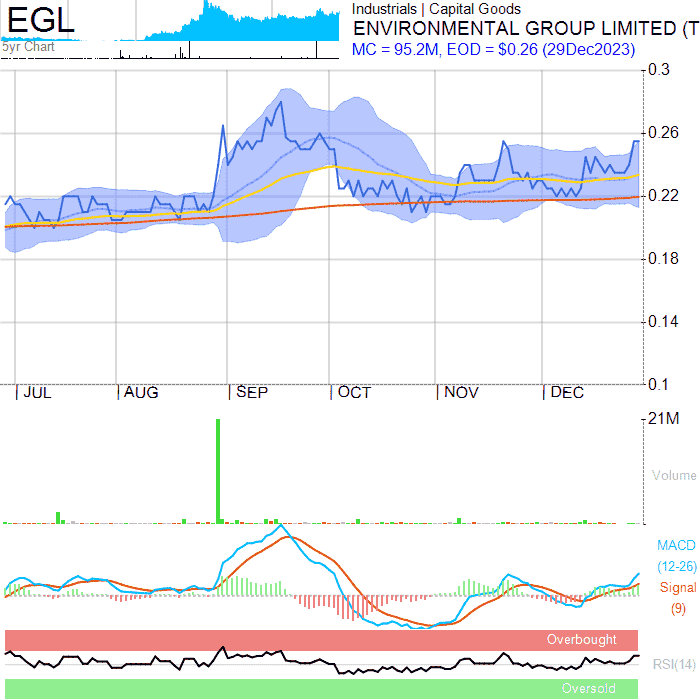 EGL
5yr Chart
Industrials | Capital Goods
ENVIRONMENTAL GROUP LIMITED (T
MC = 95.2M, EOD = $0.26 (29Dec2023)
0.3
0.26
0.22
0.18
0.14
0.1
JUL AUG SEP OCT NOV DEC
21M
Volume
MACD
(12-26)
Signal
(9)
Overbought
RSI(14)
Oversold